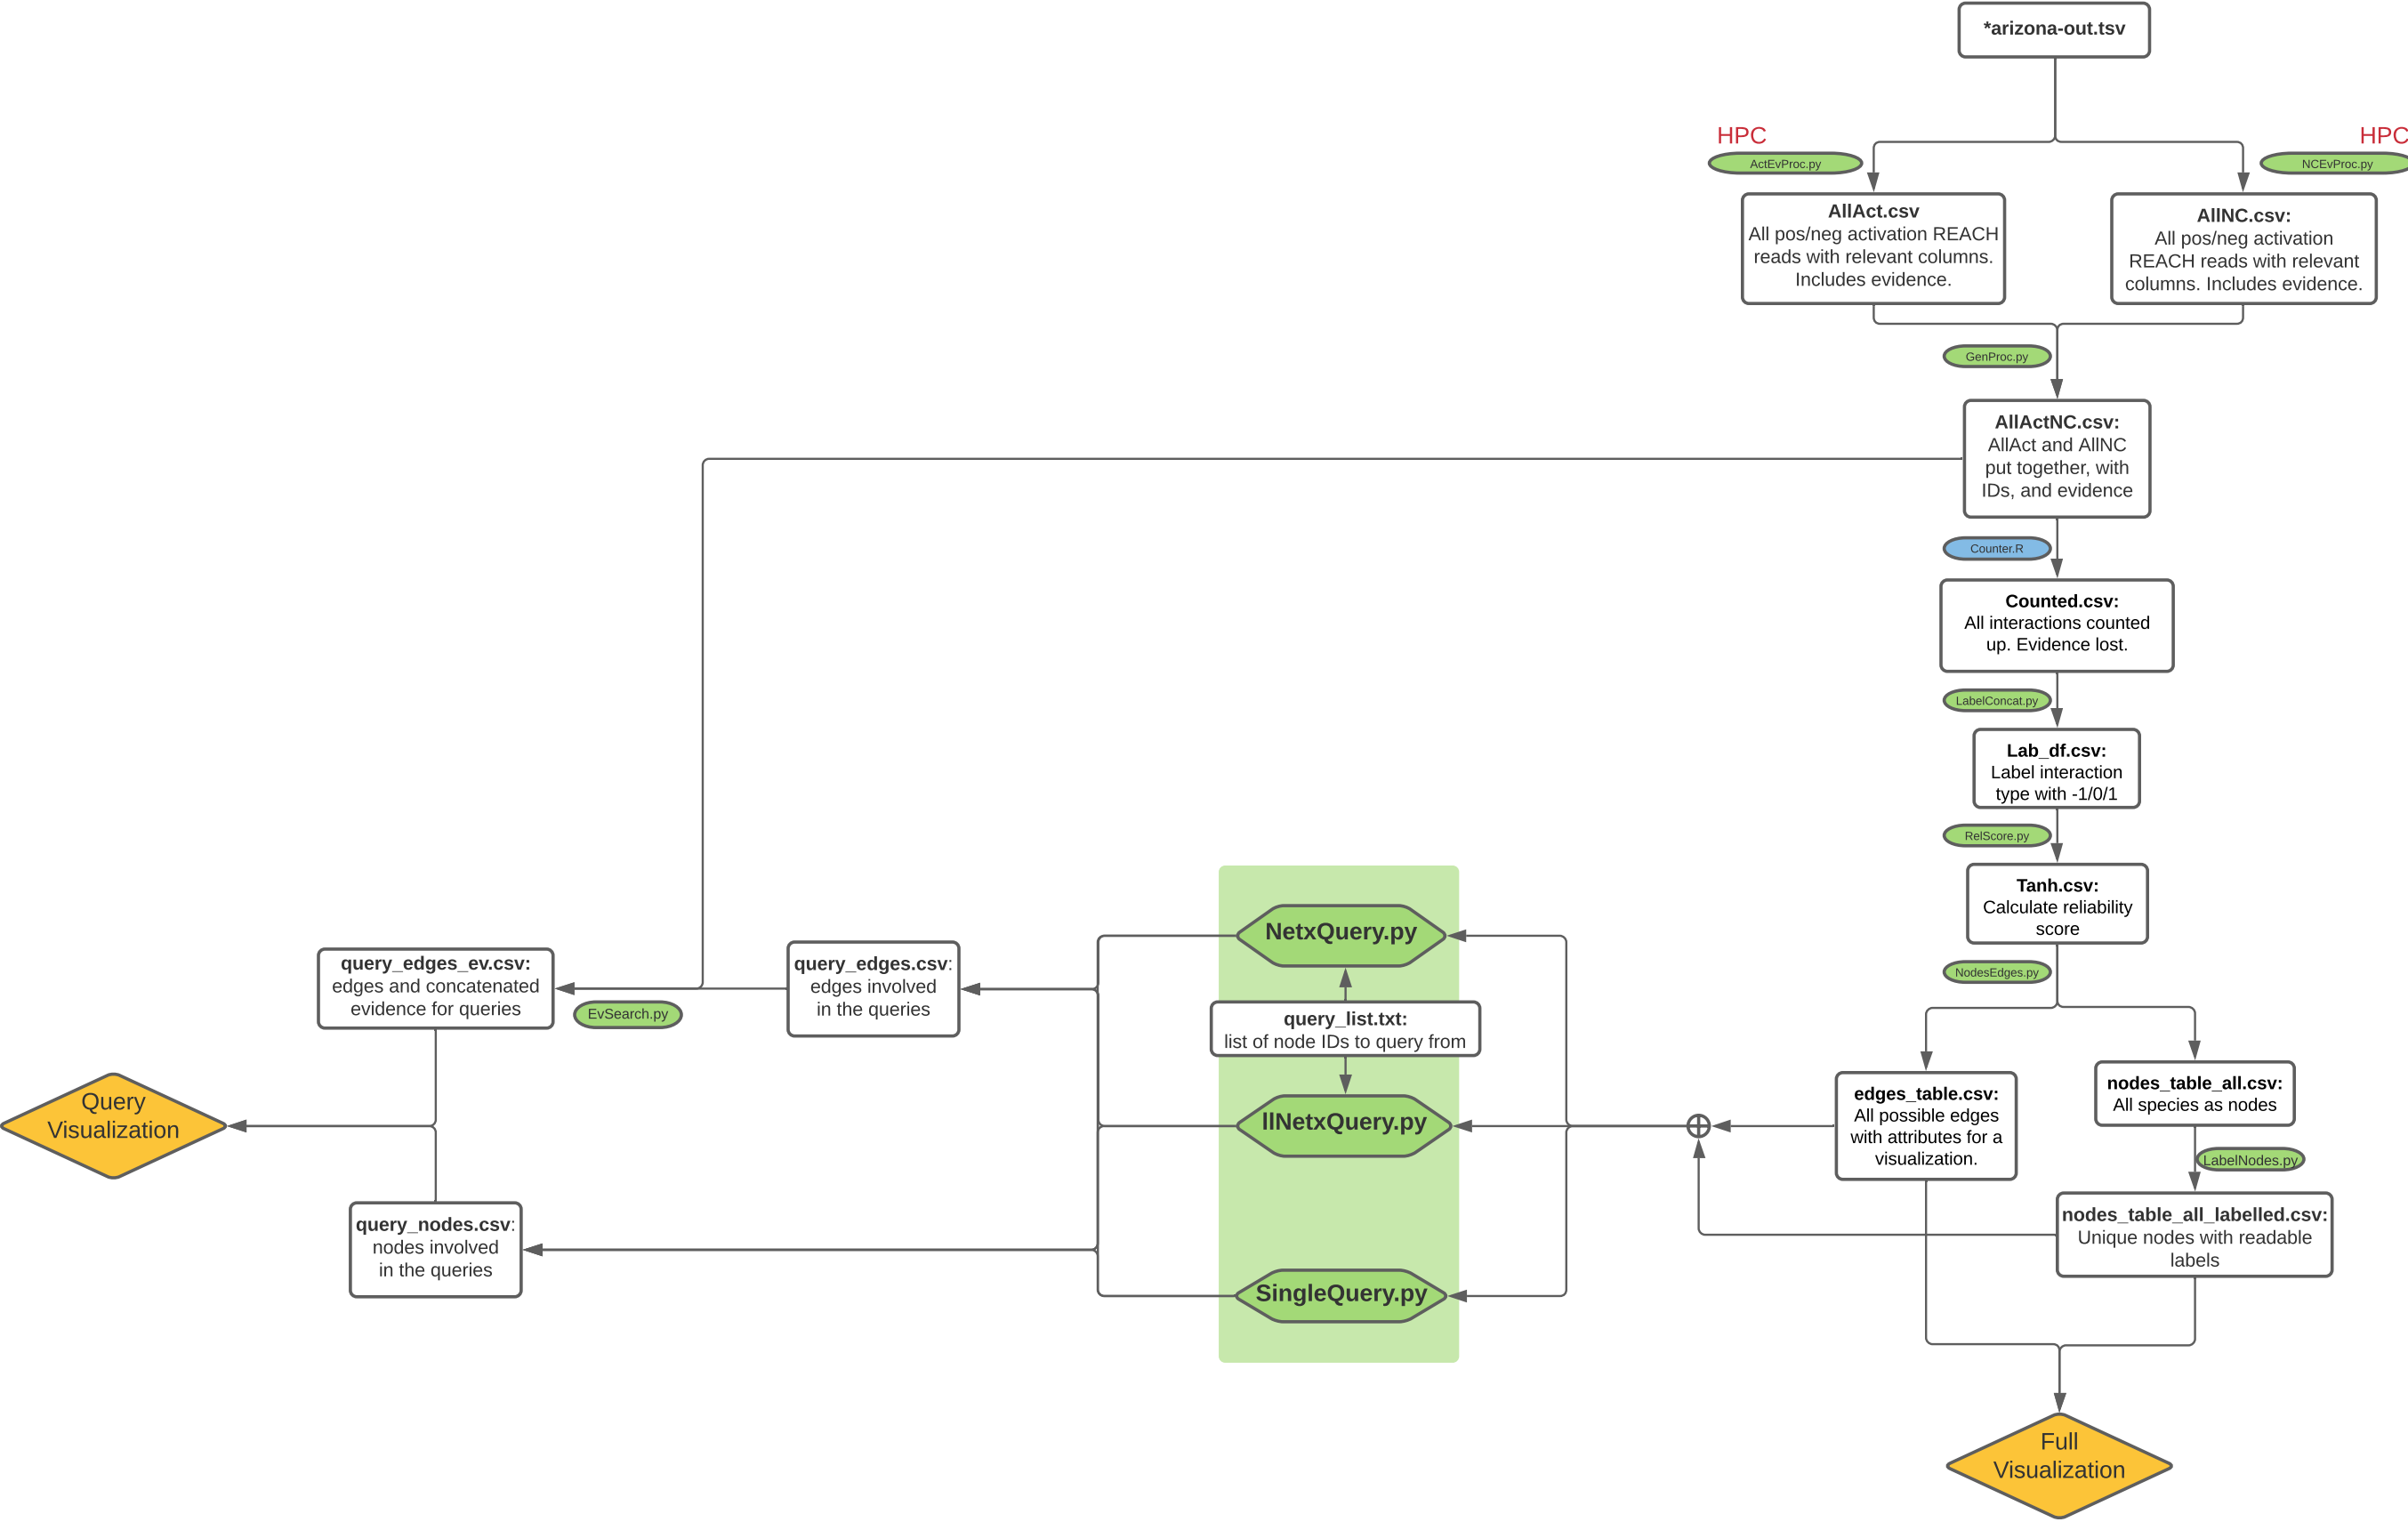 *arizona-out.tsv
HPC
HPC
ActEvProc.py
NCEvProc.py
AllAct.csv
All pos/neg activation REACH
reads with relevant columns.
Includes evidence.
AllNC.csv:
All pos/neg activation
REACH reads with relevant
columns. Includes evidence.
GenProc.py
AllActNC.csv:
AllAct and AllNC
put together, with
IDs, and evidence
Counter.R
Counted.csv:
All interactions counted
up. Evidence lost.
LabelConcat.py
Lab_df.csv:
Label interaction
type with -1/0/1
RelScore.py
Tanh.csv:
Calculate reliability
score
NodesEdges.py
edges_table.csv:
All possible edges
with attributes for a
visualization.
nodes_table_all.csv:
All species as nodes
LabelNodes.py
nodes_table_all_labelled.csv:
Unique nodes with readable
labels
Full
Visualization
NetxQuery.py
query_list.txt:
list of node IDs to query from
llNetxQuery.py
SingleQuery.py
query_edges.csv:
edges involved
in the queries
EvSearch.py
query_edges_ev.csv:
edges and concatenated
evidence for queries
query_nodes.csv:
nodes involved
in the queries
Query
Visualization